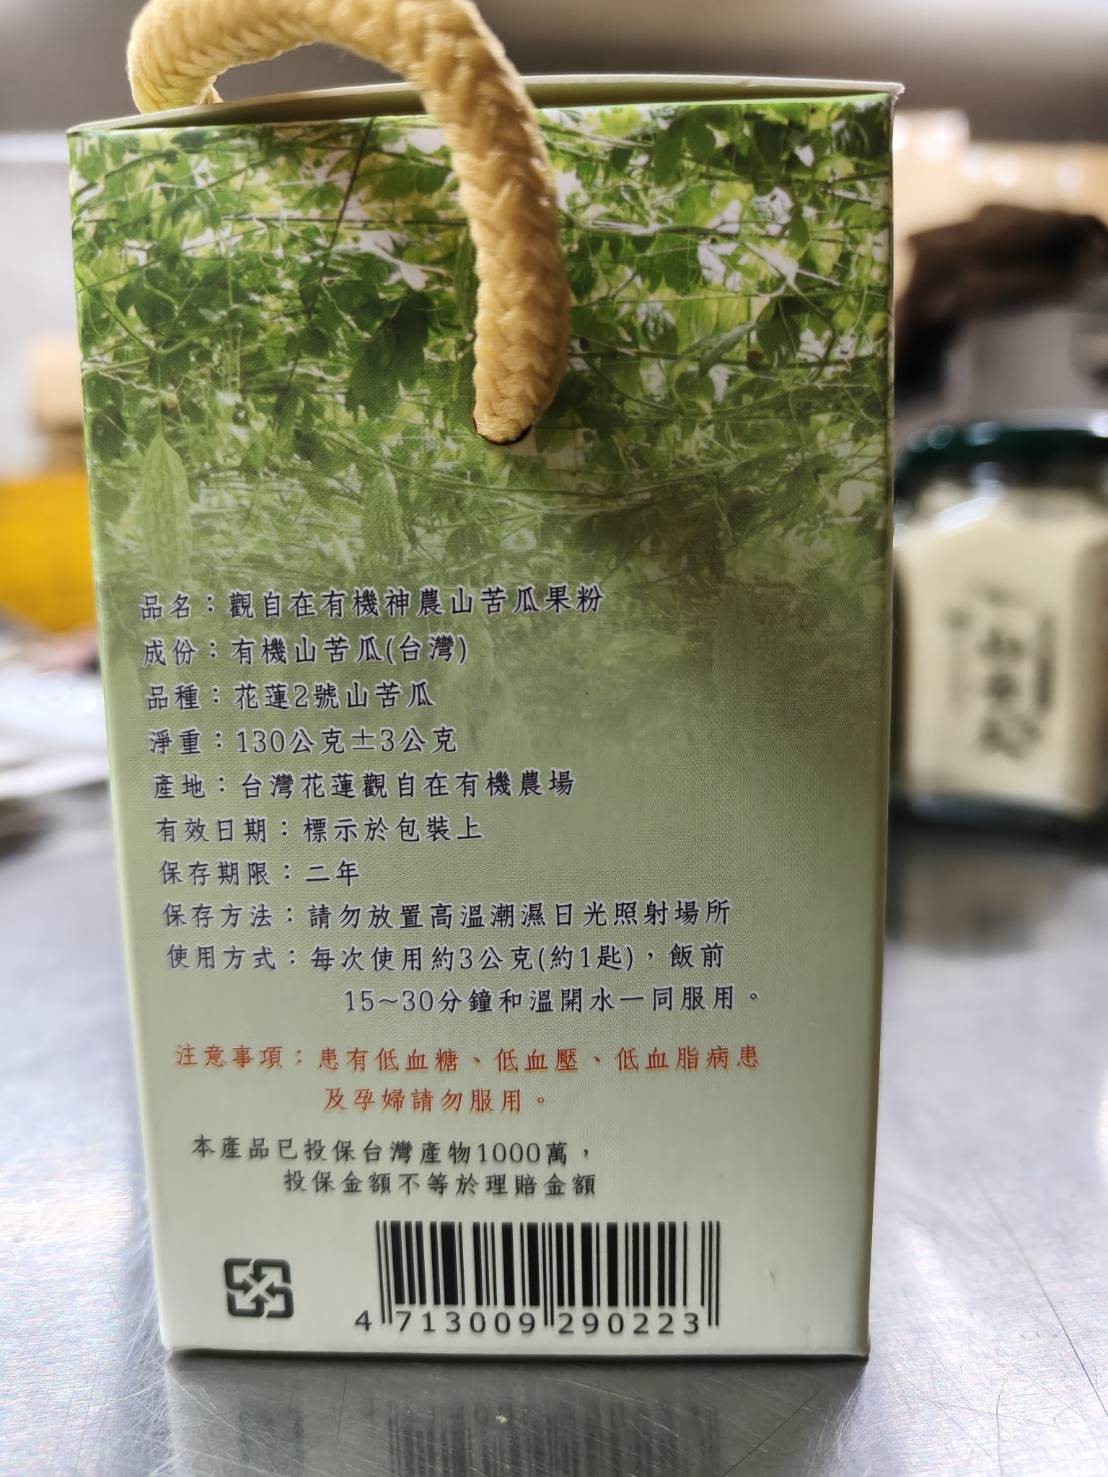 品名：觀自在有機神農山苦瓜果粉
成份：有機山苦瓜(台灣)
品種：花蓮2號山苦瓜
淨重：130公克±3公克
產地：台灣花蓮觀自在有機農場
有效日期：標示於包裝上
保存期限：二年
保存方法：請勿放置高溫潮濕日光照射場所
使用方式：每次使用約3公克(約1匙)，飯前
15~30分鐘和溫開水一同服用。
注意事項：患有低血糖、低血壓、低血脂病患
及孕婦請勿服用。
本產品已投保台灣產物1000萬，
投保金額不等於理賠金額
4 713009 290223